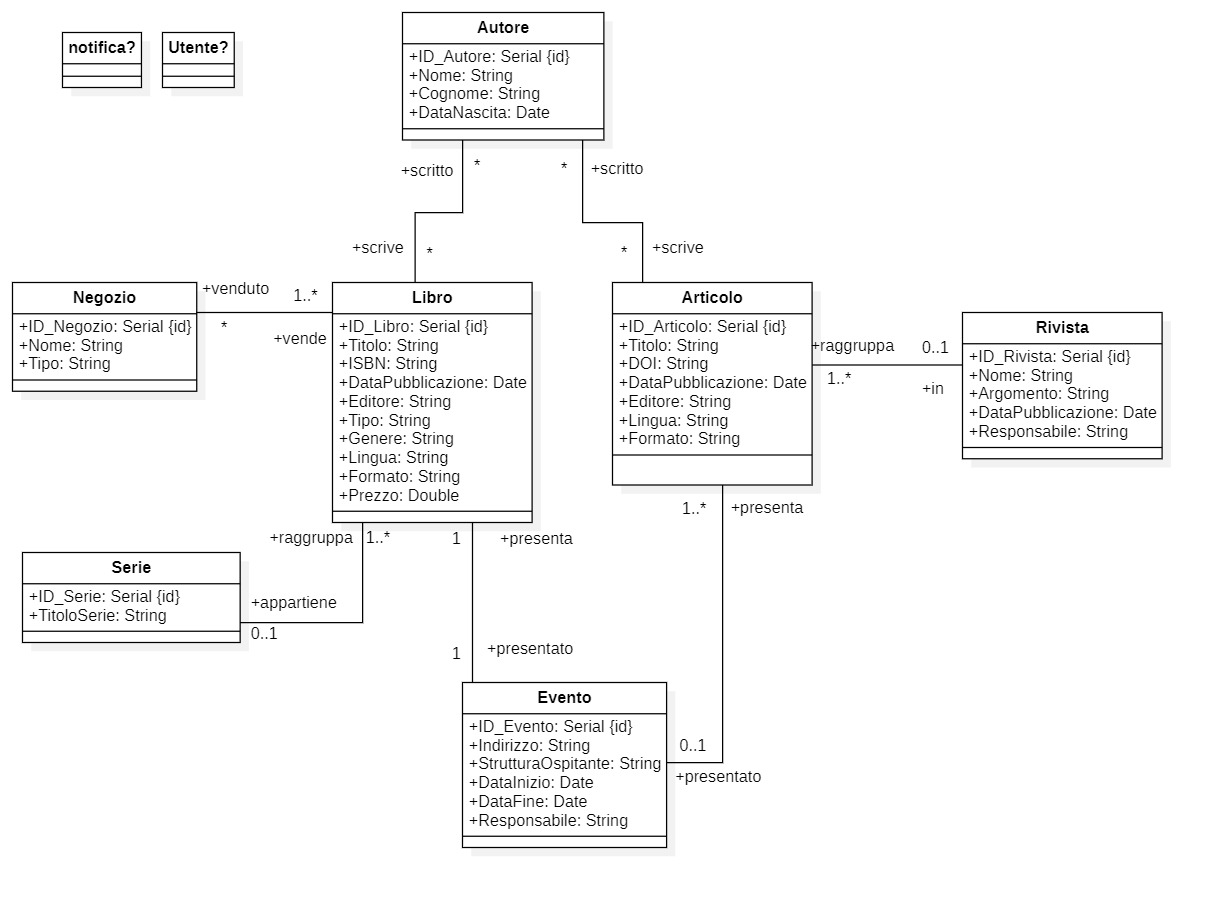 notifica?
Utente?
Autore
+ID_Autore: Serial {id}
+Nome: String
+Cognome: String
+DataNascita: Date
+scritto
*
*
+scritto
+scrive
*
*
+scrive
Negozio
+ID_Negozio: Serial {id}
+Nome: String
+Tipo: String
+venduto
*
1..*
+vende
Libro
+ID_Libro: Serial {id}
+Titolo: String
+ISBN: String
+DataPubblicazione: Date
+Editore: String
+Tipo: String
+Genere: String
+Lingua: String
+Formato: String
+Prezzo: Double
Articolo
+ID_Articolo: Serial {id}
+Titolo: String
+DOI: String
+DataPubblicazione: Date
+Editore: String
+Lingua: String
+Formato: String
+raggruppa
1..*
0..1
+in
Rivista
+ID_Rivista: Serial {id}
+Nome: String
+Argomento: String
+DataPubblicazione: Date
+Responsabile: String
+raggruppa
1..*
1
+presenta
1..*
+presenta
Serie
+ID_Serie: Serial {id}
+TitoloSerie: String
+appartiene
0..1
1
+presentato
Evento
+ID_Evento: Serial {id}
+Indirizzo: String
+StrutturaOspitante: String
+DataInizio: Date
+DataFine: Date
+Responsabile: String
0..1
+presentato